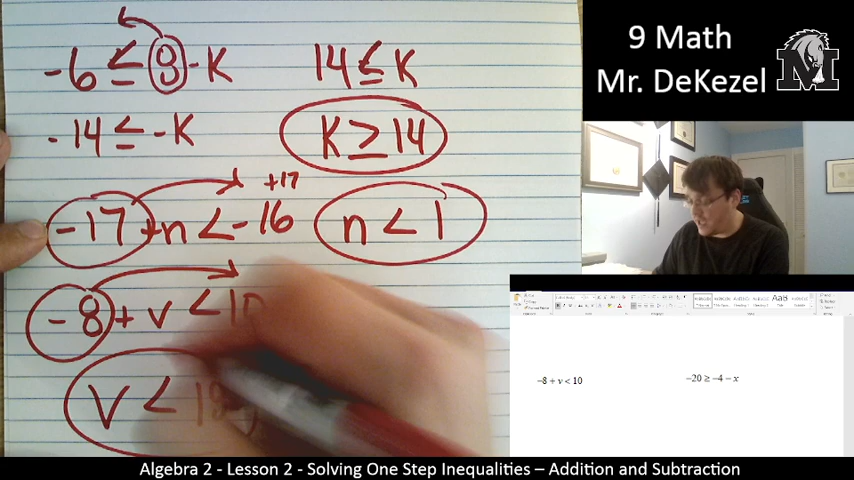 -6 ≤ 8 - K
14 ≤ K
-14 ≤ -K
K ≥ 14
+17
-17 + n < -16
n < 1
-8 + v < 10
v < 18
9 Math
Mr. DeKezel
M
-8 + v < 10
-20 ≥ -4 - x
Algebra 2 - Lesson 2 - Solving One Step Inequalities – Addition and Subtraction